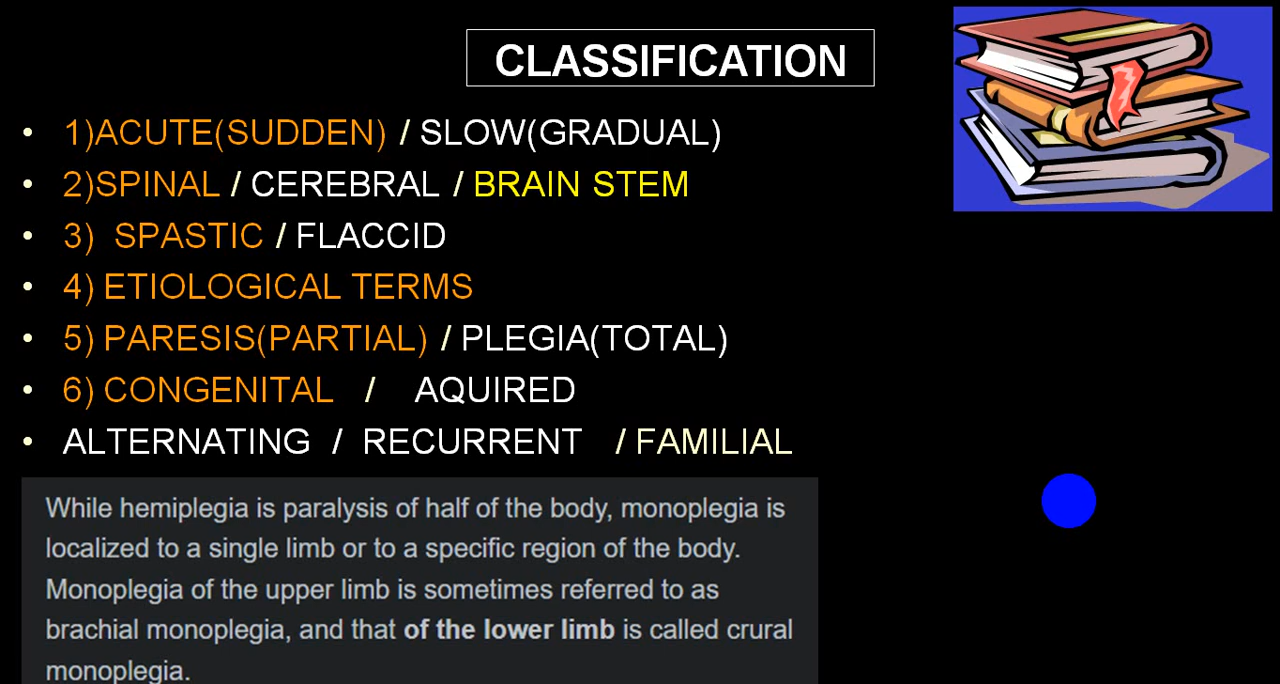 CLASSIFICATION
• 1)ACUTE(SUDDEN) / SLOW(GRADUAL)
• 2)SPINAL / CEREBRAL / BRAIN STEM
• 3) SPASTIC / FLACCID
• 4) ETIOLOGICAL TERMS
• 5) PARESIS(PARTIAL) / PLEGIA(TOTAL)
• 6) CONGENITAL / AQUIRED
• ALTERNATING / RECURRENT / FAMILIAL
While hemiplegia is paralysis of half of the body, monoplegia is
localized to a single limb or to a specific region of the body.
Monoplegia of the upper limb is sometimes referred to as
brachial monoplegia, and that of the lower limb is called crural
monoplegia.